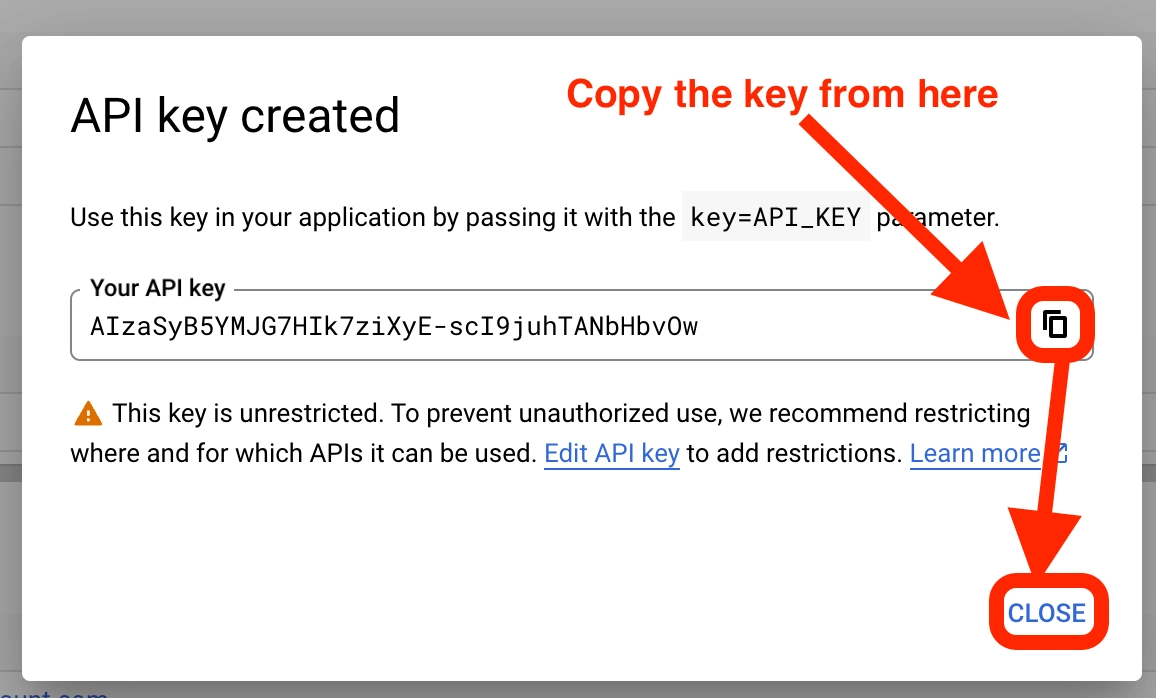 Copy the key from here
API key created
Use this key in your application by passing it with the key=API_KEY parameter.
Your API key
AIzaSyB5YMJG7HIk7ziXyE-scI9juhTANbHbvOw
This key is unrestricted. To prevent unauthorized use, we recommend restricting
where and for which APIs it can be used. Edit API key to add restrictions. Learn more
CLOSE